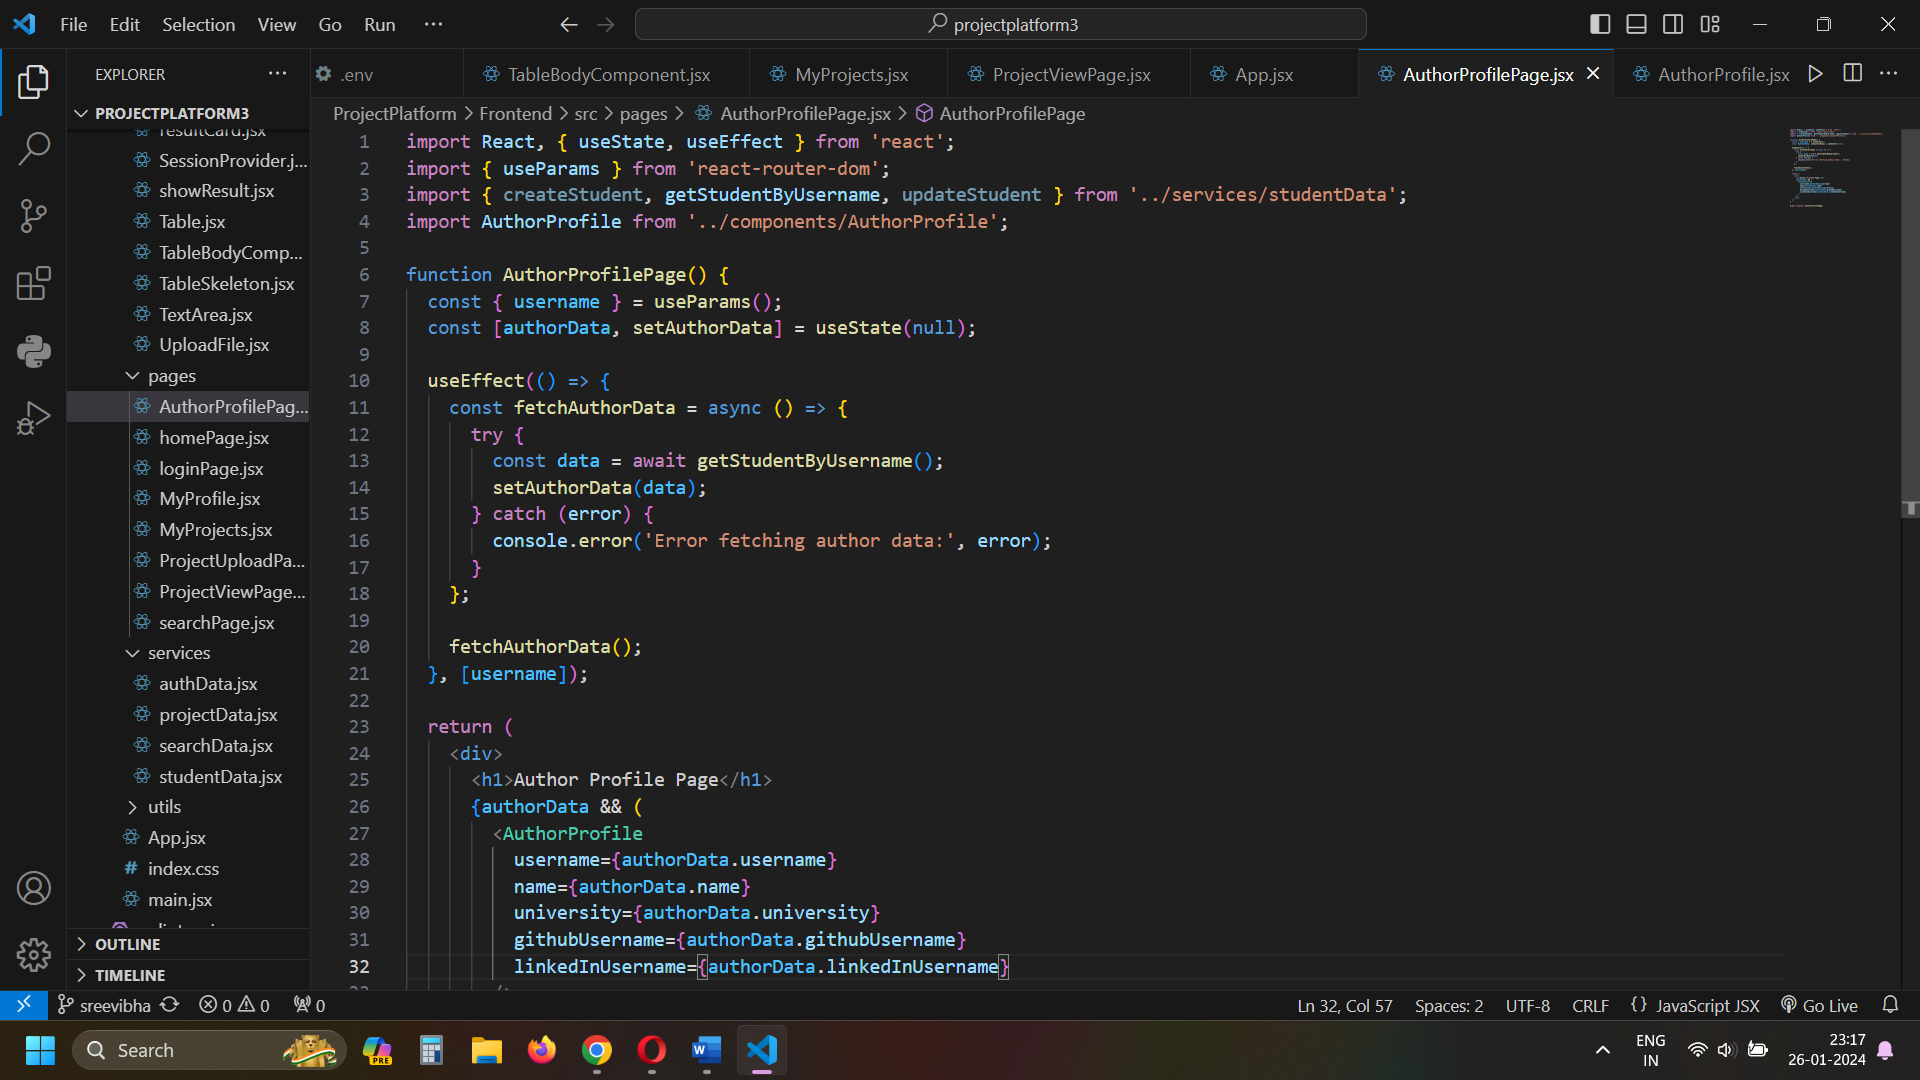 File Edit Selection View Go Run ···
projectplatform3
EXPLORER ···
.env
TableBodyComponent.jsx
MyProjects.jsx
ProjectViewPage.jsx
App.jsx
AuthorProfilePage.jsx
AuthorProfile.jsx
PROJECTPLATFORM3
resultCard.jsx
SessionProvider.j...
showResult.jsx
Table.jsx
TableBodyComp...
TableSkeleton.jsx
TextArea.jsx
UploadFile.jsx
pages
AuthorProfilePag...
homePage.jsx
loginPage.jsx
MyProfile.jsx
MyProjects.jsx
ProjectUploadPa...
ProjectViewPage...
searchPage.jsx
services
authData.jsx
projectData.jsx
searchData.jsx
studentData.jsx
utils
App.jsx
# index.css
main.jsx
OUTLINE
TIMELINE
ProjectPlatform > Frontend > src > pages > AuthorProfilePage.jsx > AuthorProfilePage
1 import React, { useState, useEffect } from 'react';
2 import { useParams } from 'react-router-dom';
3 import { createStudent, getStudentByUsername, updateStudent } from '../services/studentData';
4 import AuthorProfile from '../components/AuthorProfile';
5
6 function AuthorProfilePage() {
7 const { username } = useParams();
8 const [authorData, setAuthorData] = useState(null);
9
10 useEffect(() => {
11 const fetchAuthorData = async () => {
12 try {
13 const data = await getStudentByUsername();
14 setAuthorData(data);
15 } catch (error) {
16 console.error('Error fetching author data:', error);
17 }
18 };
19
20 fetchAuthorData();
21 }, [username]);
22
23 return (
24 <div>
25 <h1>Author Profile Page</h1>
26 {authorData && (
27 <AuthorProfile
28 username={authorData.username}
29 name={authorData.name}
30 university={authorData.university}
31 githubUsername={authorData.githubUsername}
32 linkedInUsername={authorData.linkedInUsername}
sreevibha 0 0 0
Ln 32, Col 57 Spaces: 2 UTF-8 CRLF {} JavaScript JSX Go Live
Search
PRE
ENG
IN
23:17
26-01-2024